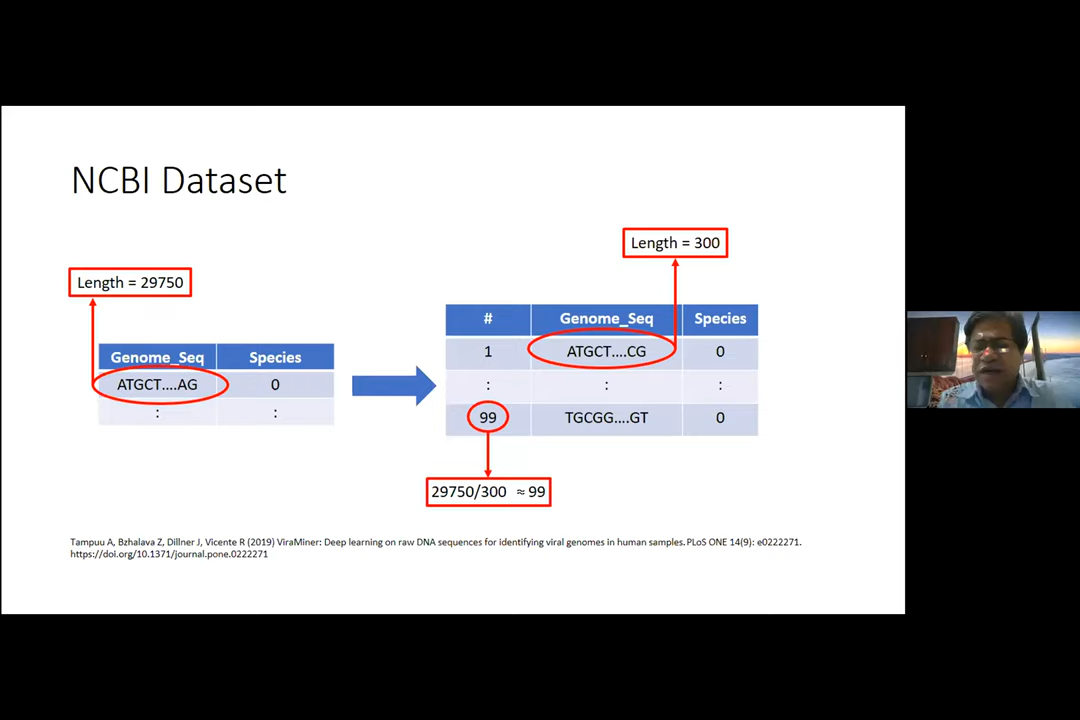 NCBI Dataset
Length = 29750
Genome_Seq Species
ATGCT....AG 0
: :
Length = 300
# Genome_Seq Species
1 ATGCT....CG 0
: : :
99 TGCGG....GT 0
29750/300 ≈ 99
Tampuu A, Bzhalava Z, Dillner J, Vicente R (2019) ViraMiner: Deep learning on raw DNA sequences for identifying viral genomes in human samples. PLoS ONE 14(9): e0222271.
https://doi.org/10.1371/journal.pone.0222271